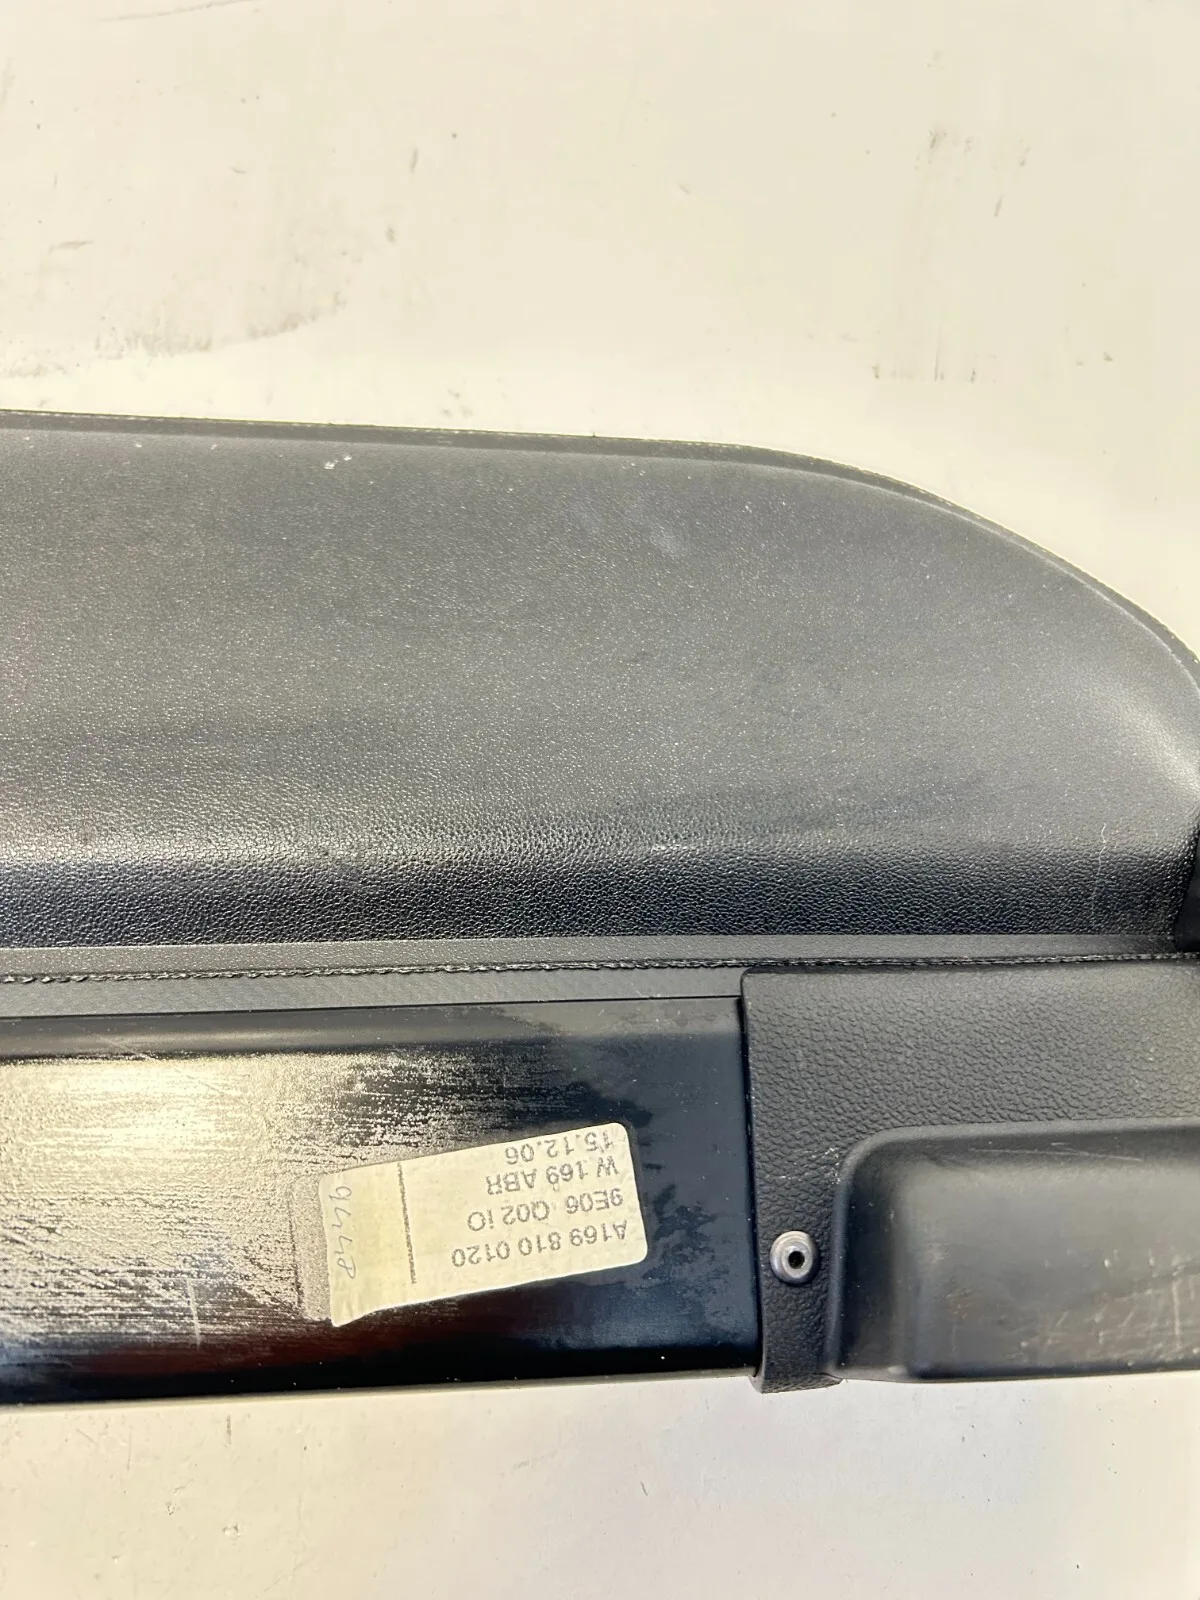 A169 810 0120
9E06 Q02 iO
W.169 ABR
15.12.06